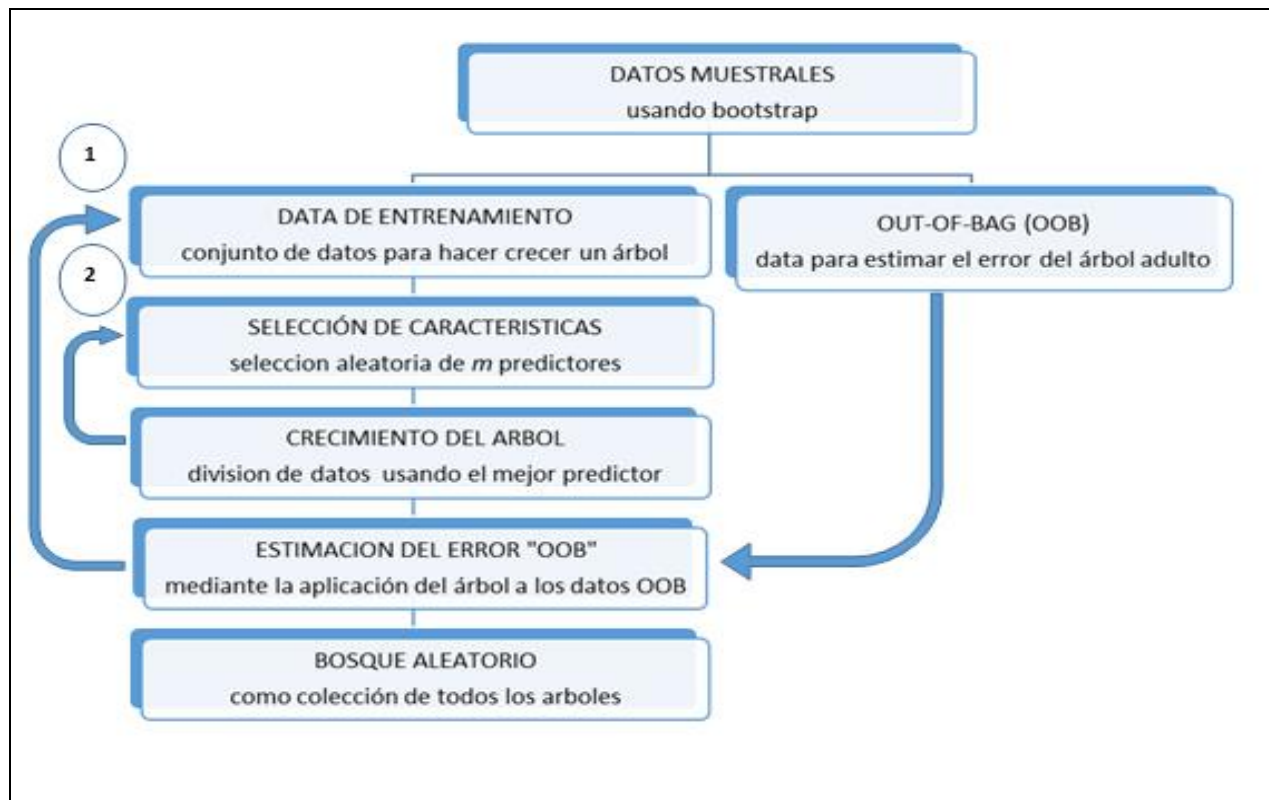 DATOS MUESTRALES
usando bootstrap
1
DATA DE ENTRENAMIENTO
conjunto de datos para hacer crecer un árbol
OUT-OF-BAG (OOB)
data para estimar el error del árbol adulto
2
SELECCIÓN DE CARACTERISTICAS
seleccion aleatoria de m predictores
CRECIMIENTO DEL ARBOL
division de datos usando el mejor predictor
ESTIMACION DEL ERROR "OOB"
mediante la aplicación del árbol a los datos OOB
BOSQUE ALEATORIO
como colección de todos los arboles